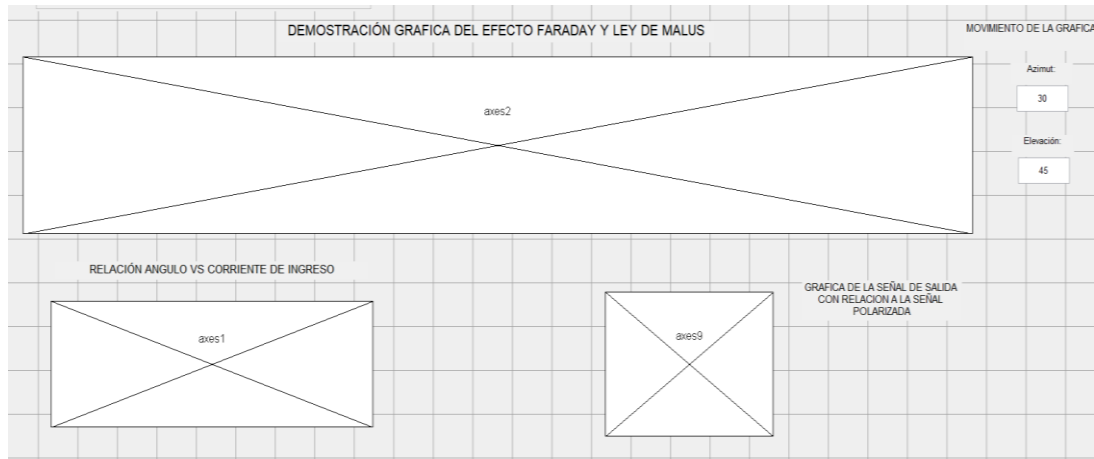 DEMOSTRACIÓN GRAFICA DEL EFECTO FARADAY Y LEY DE MALUS
MOVIMIENTO DE LA GRAFICA
axes2
Azimut:
30
Elevación:
45
RELACIÓN ANGULO VS CORRIENTE DE INGRESO
axes1
axes9
GRAFICA DE LA SEÑAL DE SALIDA
CON RELACION A LA SEÑAL
POLARIZADA